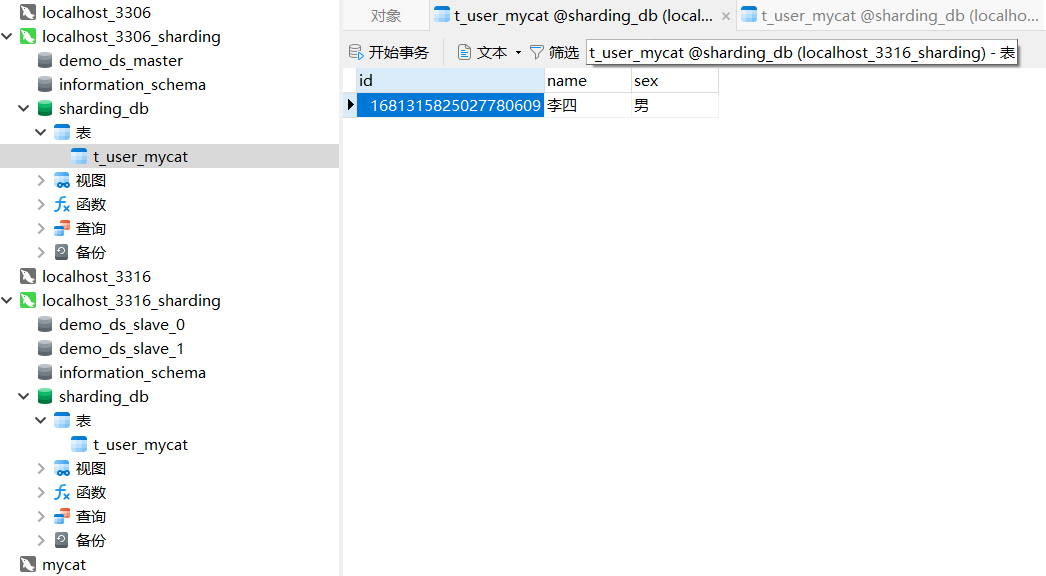 localhost_3306
localhost_3306_sharding
demo_ds_master
information_schema
sharding_db
表
t_user_mycat
视图
函数
查询
备份
localhost_3316
localhost_3316_sharding
demo_ds_slave_0
demo_ds_slave_1
information_schema
sharding_db
表
t_user_mycat
视图
函数
查询
备份
mycat
对象 t_user_mycat @sharding_db (local... × t_user_mycat @sharding_db (localho...
开始事务 文本 筛选 t_user_mycat @sharding_db (localhost_3316_sharding) - 表
id name sex
1681315825027780609 李四 男